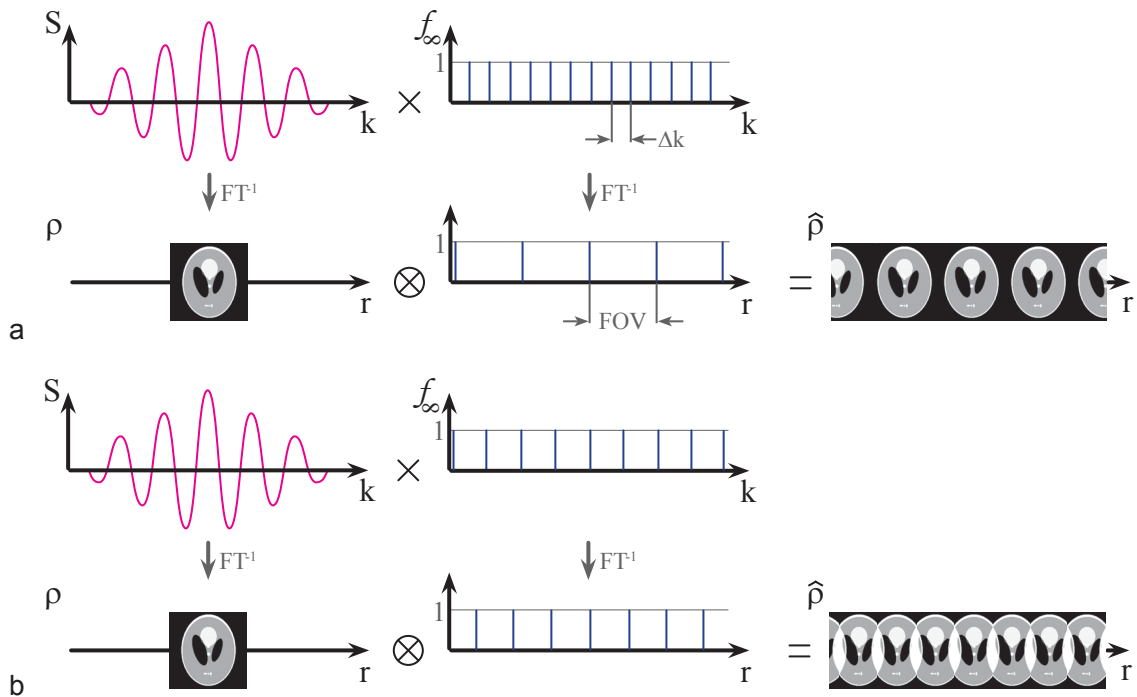 S
k
×
f∞
1
k
Δk
FT-1
FT-1
ρ
r
⊗
1
r
FOV
=
ρ̂
r
a
S
k
×
f∞
1
k
FT-1
FT-1
ρ
r
⊗
1
r
=
ρ̂
r
b